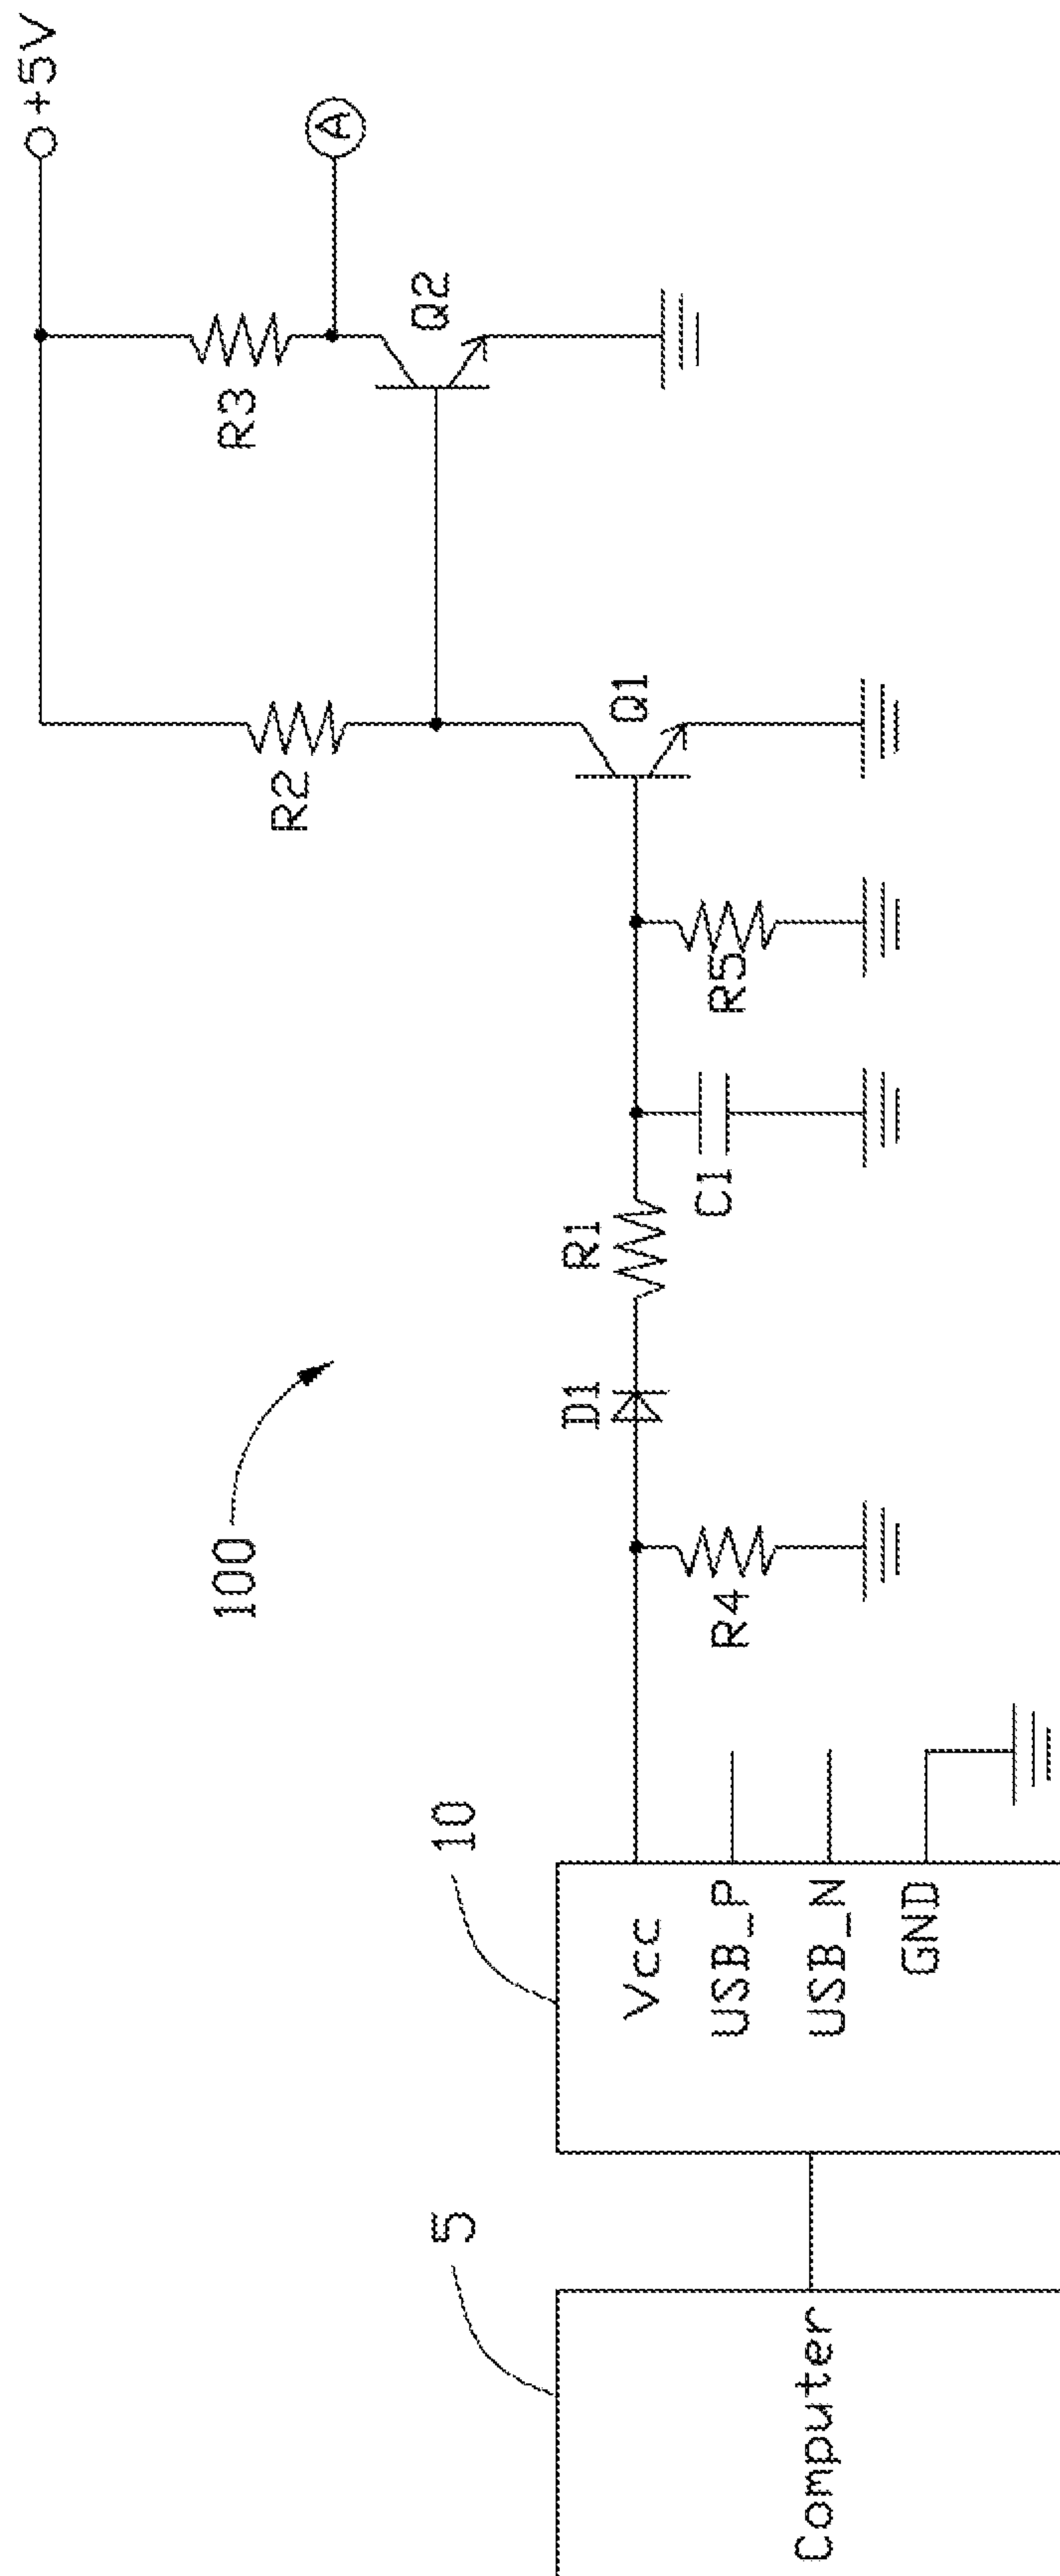 +5V
A
R3
Q2
R2
Q1
R5
C1
R1
D1
100
R4
10
Vcc
USB_P
USB_N
GND
5
Computer